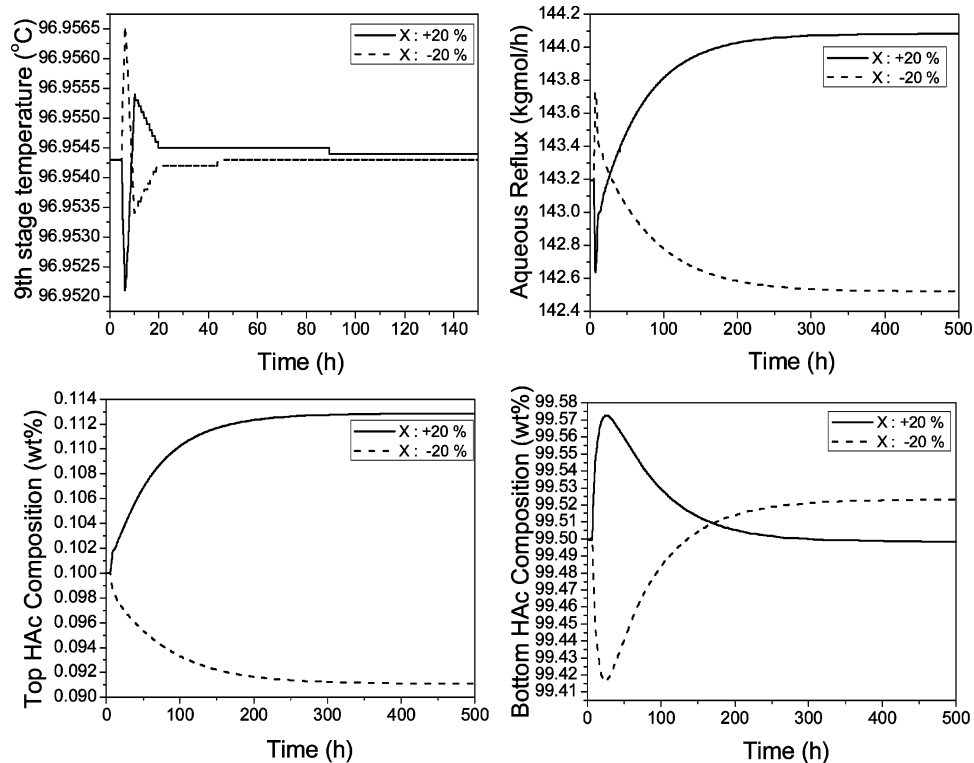 9th stage temperature (°C)
96.9565
96.9560
96.9555
96.9550
96.9545
96.9540
96.9535
96.9530
96.9525
96.9520
X : +20 %
X : -20 %
0 20 40 60 80 100 120 140
Time (h)
Aqueous Reflux (kgmol/h)
144.2
144.0
143.8
143.6
143.4
143.2
143.0
142.8
142.6
142.4
X : +20 %
X : -20 %
0 100 200 300 400 500
Time (h)
Top HAc Composition (wt%)
0.114
0.112
0.110
0.108
0.106
0.104
0.102
0.100
0.098
0.096
0.094
0.092
0.090
X : +20 %
X : -20 %
0 100 200 300 400 500
Time (h)
Bottom HAc Composition (wt%)
99.58
99.57
99.56
99.55
99.54
99.53
99.52
99.51
99.50
99.49
99.48
99.47
99.46
99.45
99.44
99.43
99.42
99.41
X : +20 %
X : -20 %
0 100 200 300 400 500
Time (h)